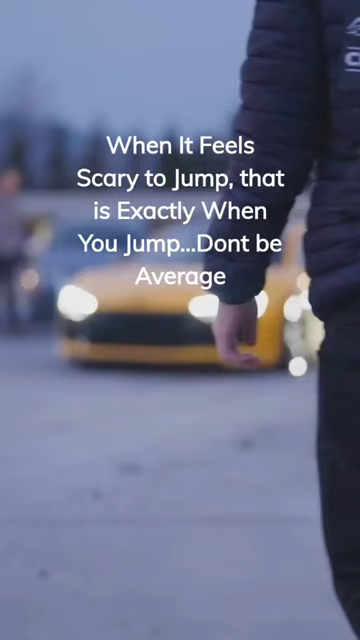 When It Feels
Scary to Jump, that
is Exactly When
You Jump...Dont be
Average